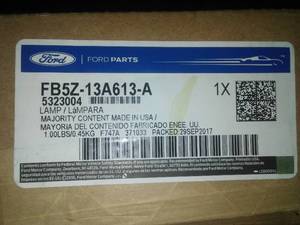 Ford
FORD PARTS
FB5Z-13A613-A
1X
5323004
LAMP / LáMPARA
MAJORITY CONTENT MADE IN USA /
MAYORIA DEL CONTENIDO FABRICADO ENEE. UU.
1.00LBS/0.45KG F747A 371033 PACKED:29SEP2017